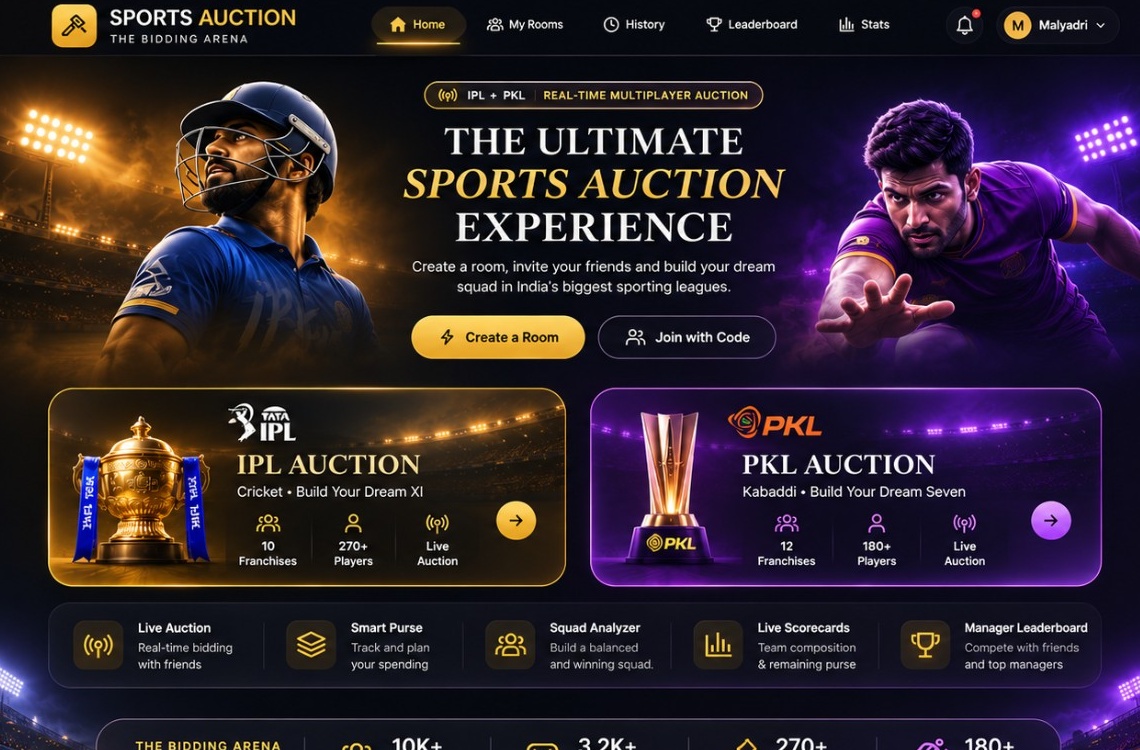 SPORTS AUCTION
THE BIDDING ARENA
Home
My Rooms
History
Leaderboard
Stats
M
Malyadri
IPL + PKL | REAL-TIME MULTIPLAYER AUCTION
THE ULTIMATE
SPORTS AUCTION
EXPERIENCE
Create a room, invite your friends and build your dream
squad in India's biggest sporting leagues.
Create a Room
Join with Code
TATA
IPL
IPL AUCTION
Cricket • Build Your Dream XI
10
Franchises
270+
Players
Live
Auction
PKL
PKL
PKL AUCTION
Kabaddi • Build Your Dream Seven
12
Franchises
180+
Players
Live
Auction
Live Auction
Real-time bidding
with friends
Smart Purse
Track and plan
your spending
Squad Analyzer
Build a balanced
and winning squad.
Live Scorecards
Team composition
& remaining purse
Manager Leaderboard
Compete with friends
and top managers
THE BIDDING ARENA
10K+
3.2K+
270+
180+